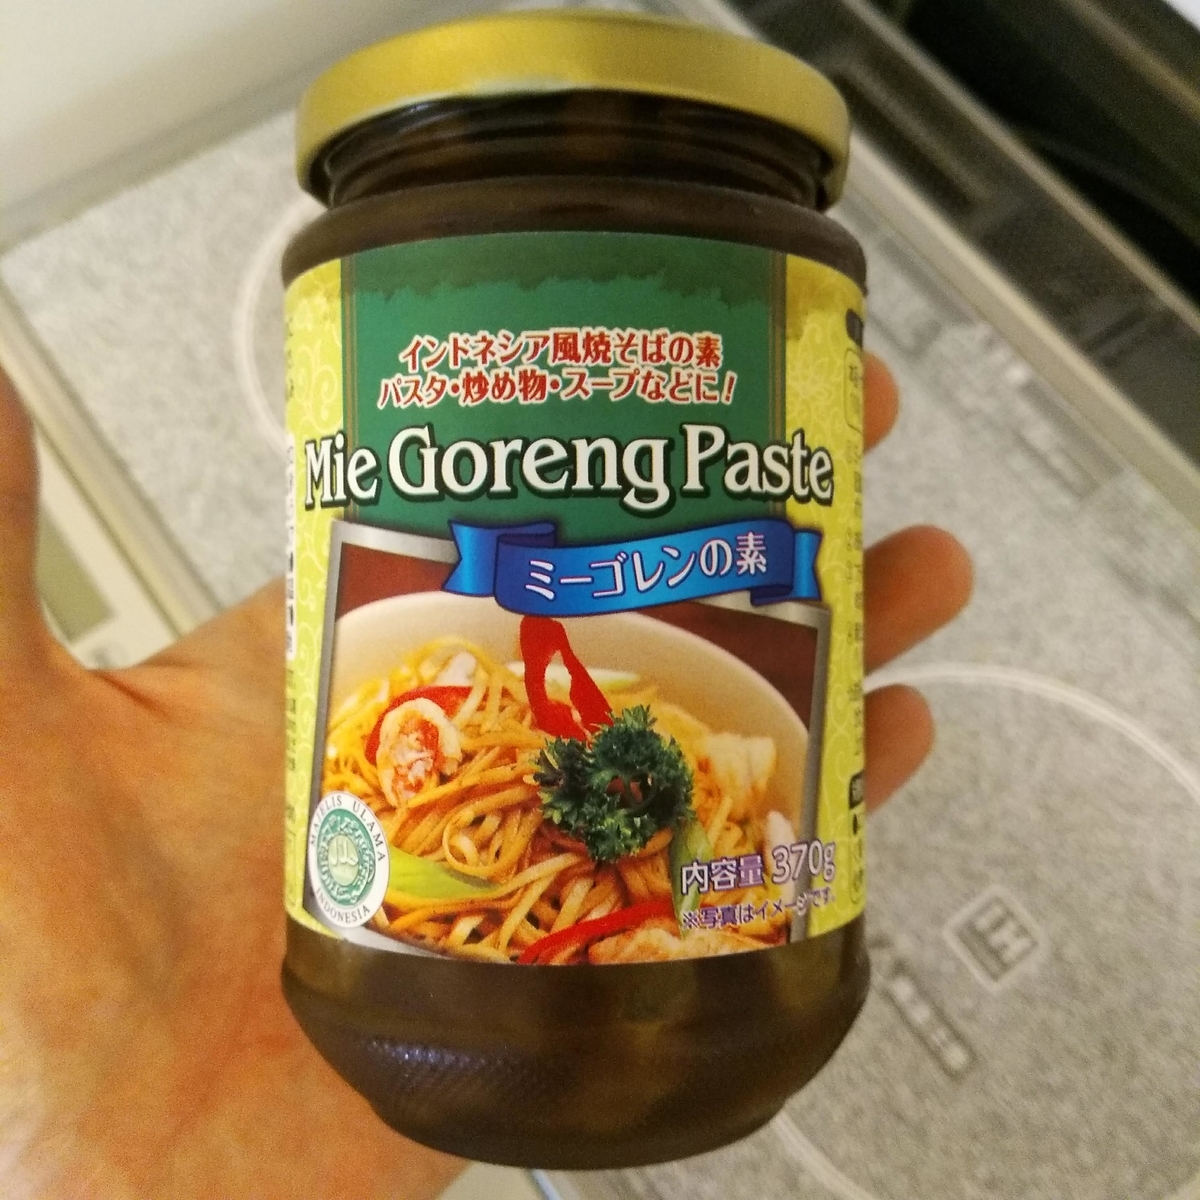 インドネシア風焼そばの素
パスタ・炒め物・スープなどに!
Mie Goreng Paste
ミーゴレンの素
MAJELIS ULAMA
INDONESIA
内容量 370g
※写真はイメージです。
IH